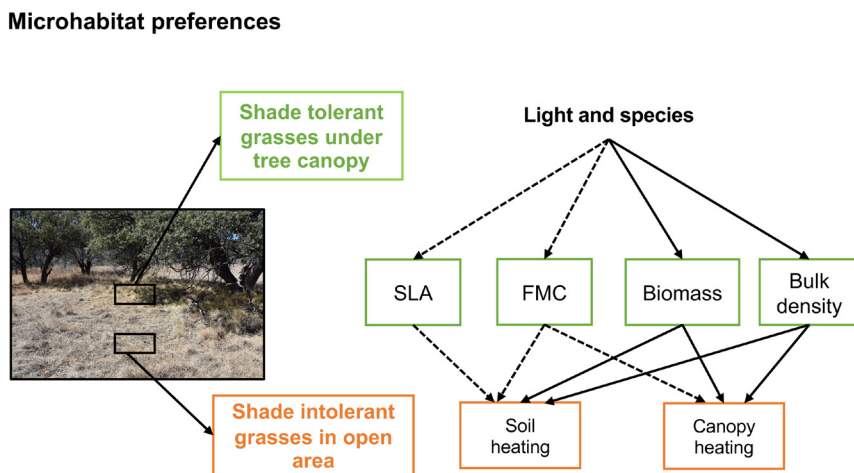 Microhabitat preferences
Shade tolerant
grasses under
tree canopy
Light and species
SLA
FMC
Biomass
Bulk
density
Shade intolerant
grasses in open
area
Soil
heating
Canopy
heating